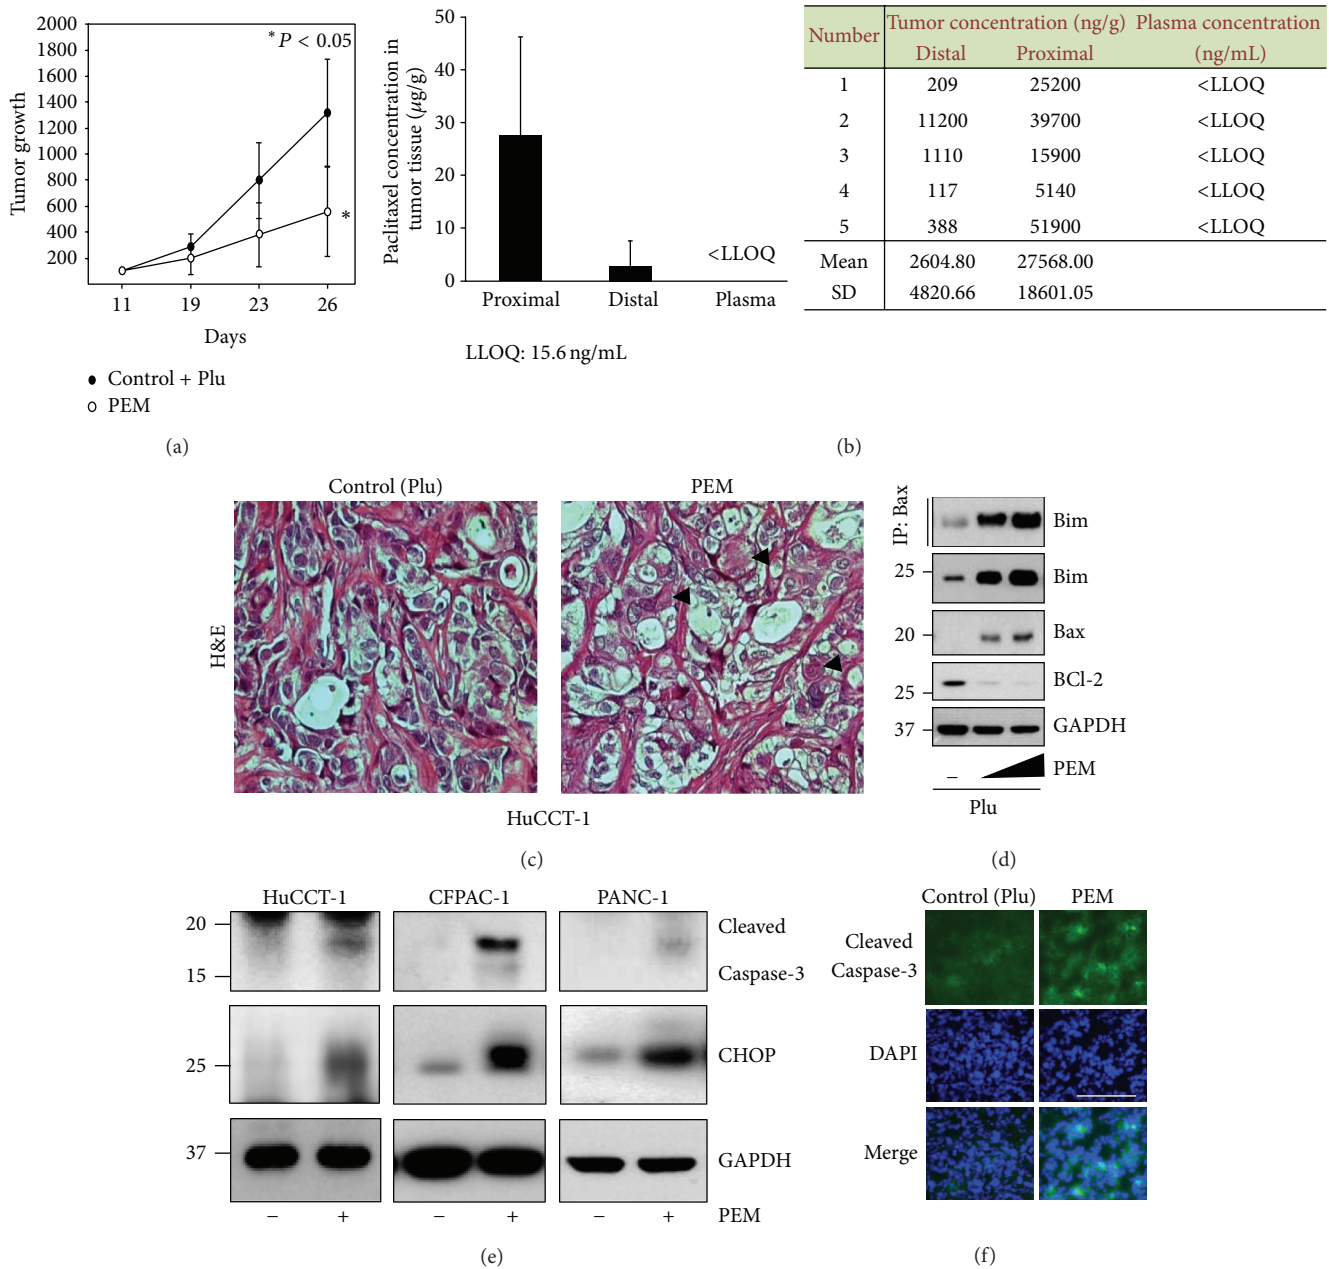 2000
1800
1600
1400
1200
1000
800
600
400
200
Tumor growth
* P < 0.05
*
11 19 23 26
Days
Control + Plu
PEM
(a)
50
40
30
20
10
0
Paclitaxel concentration in
tumor tissue (μg/g)
<LLOQ
Proximal Distal Plasma
LLOQ: 15.6 ng/mL
Number Tumor concentration (ng/g) Plasma concentration
Distal Proximal (ng/mL)
1 209 25200 <LLOQ
2 11200 39700 <LLOQ
3 1110 15900 <LLOQ
4 117 5140 <LLOQ
5 388 51900 <LLOQ
Mean 2604.80 27568.00
SD 4820.66 18601.05
(b)
Control (Plu) PEM
H&E
HuCCT-1
(c)
IP: Bax
Bim
25 Bim
20 Bax
BCl-2
25
37 GAPDH
− PEM
Plu
(d)
HuCCT-1 CFPAC-1 PANC-1
20
Cleaved
Caspase-3
15
25 CHOP
37 GAPDH
− + − + − + PEM
(e)
Control (Plu) PEM
Cleaved
Caspase-3
DAPI
Merge
(f)